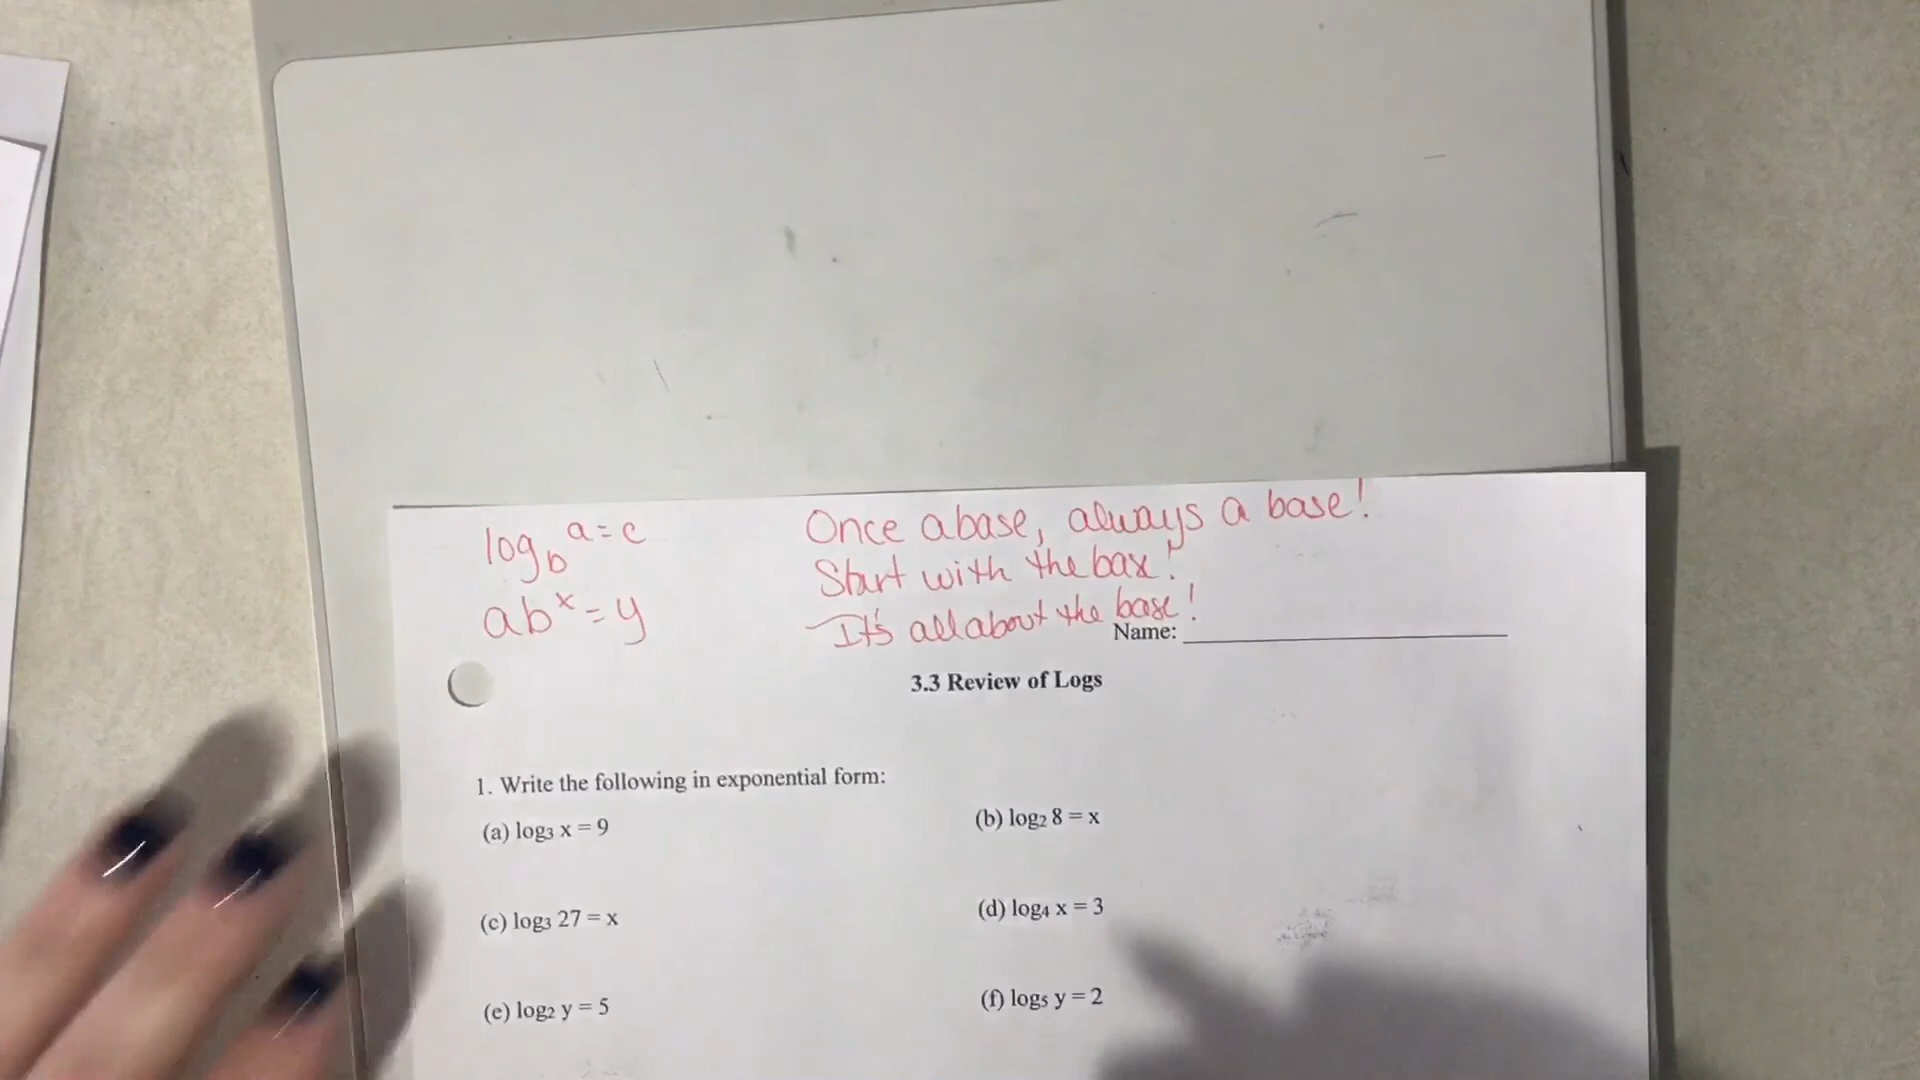 log_b a = c
Once a base, always a base!
Start with the base!
ab^x = y
It's all about the base!
Name:
3.3 Review of Logs
1. Write the following in exponential form:
(a) log₃ x = 9
(b) log₂ 8 = x
(c) log₃ 27 = x
(d) log₄ x = 3
(e) log₂ y = 5
(f) log₅ y = 2